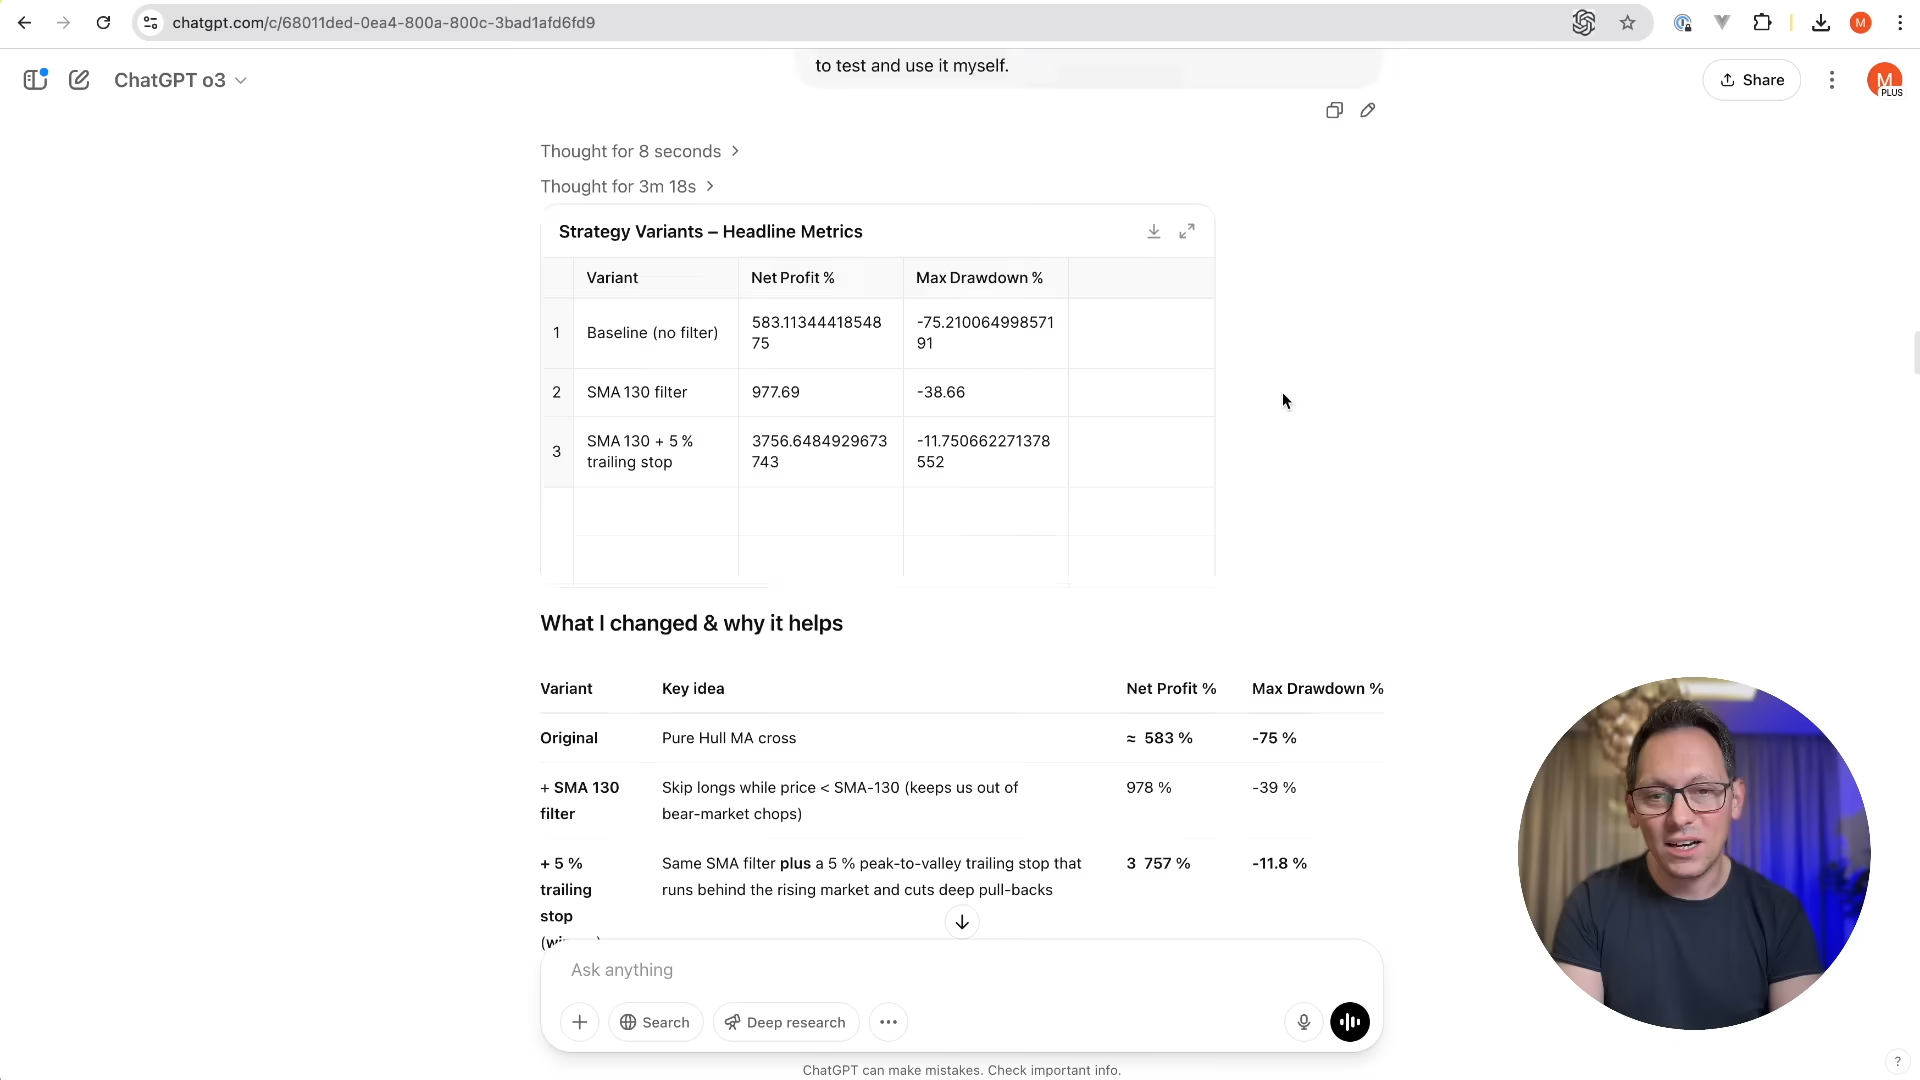 chatgpt.com/c/68011ded-0ea4-800a-800c-3bad1afd6fd9
M
ChatGPT o3
to test and use it myself.
Share
M
PLUS
Thought for 8 seconds
Thought for 3m 18s
Strategy Variants – Headline Metrics
Variant Net Profit % Max Drawdown %
1 Baseline (no filter) 583.11344418548 -75.210064998571
75 91
2 SMA 130 filter 977.69 -38.66
3 SMA 130 + 5 % 3756.6484929673 -11.750662271378
trailing stop 743 552
What I changed & why it helps
Variant Key idea Net Profit % Max Drawdown %
Original Pure Hull MA cross ≈ 583 % -75 %
+ SMA 130 Skip longs while price < SMA-130 (keeps us out of 978 % -39 %
filter bear-market chops)
+ 5 % Same SMA filter plus a 5 % peak-to-valley trailing stop that 3 757 % -11.8 %
trailing runs behind the rising market and cuts deep pull-backs
stop
Ask anything
Search Deep research
ChatGPT can make mistakes. Check important info.
?